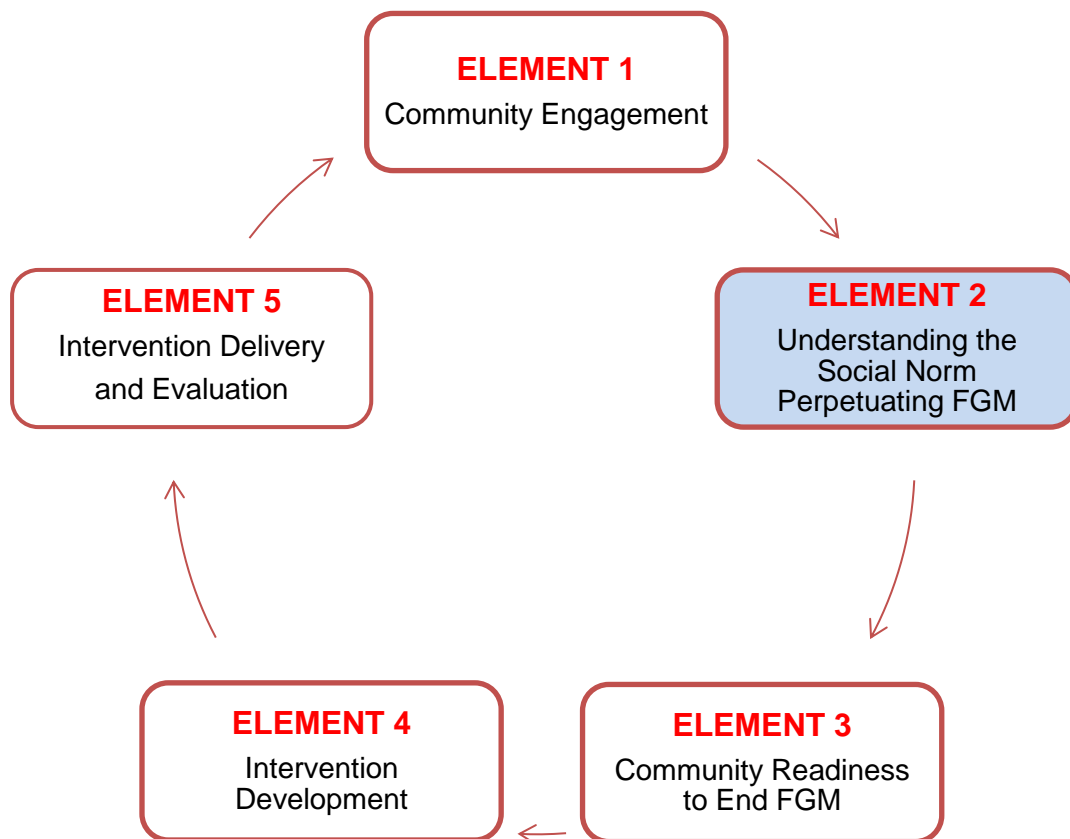 ELEMENT 1
Community Engagement
ELEMENT 2
Understanding the
Social Norm
Perpetuating FGM
ELEMENT 3
Community Readiness
to End FGM
ELEMENT 4
Intervention
Development
ELEMENT 5
Intervention Delivery
and Evaluation